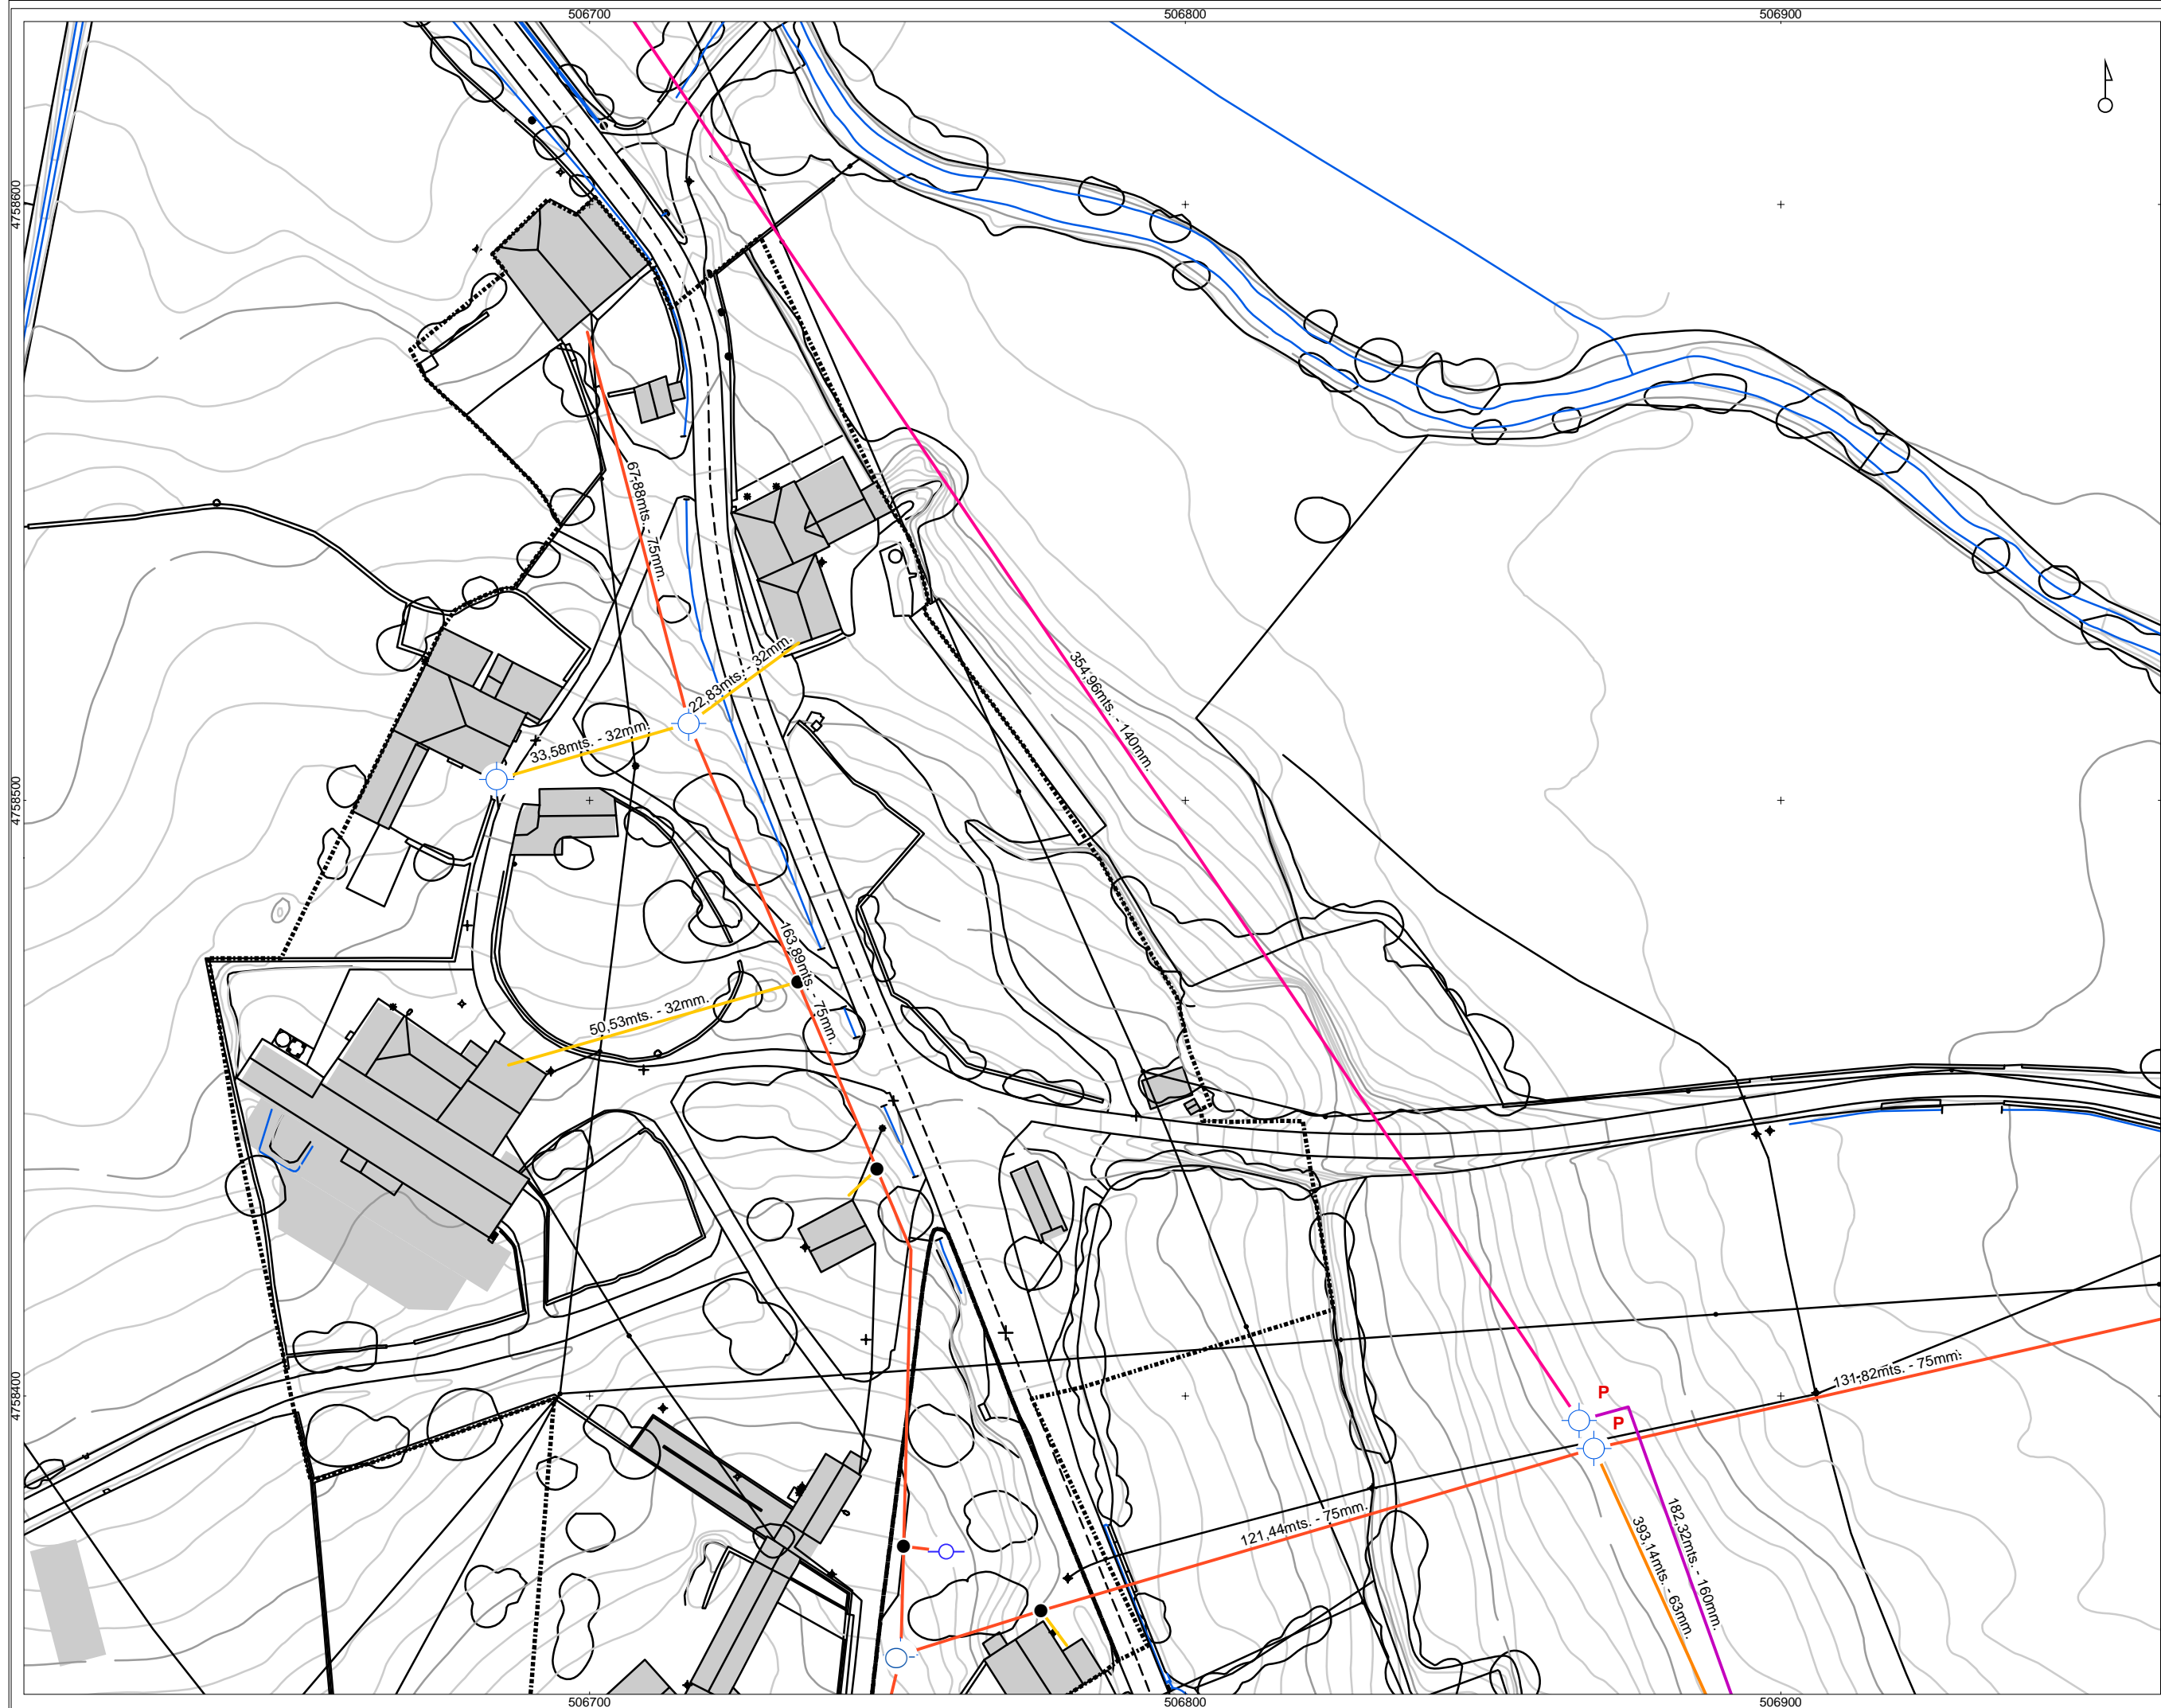 506700
506800
506900
4758600
67,88mts. - 75mm.
22,83mts. - 32mm.
354,96mts. - 140mm.
33,58mts. - 32mm.
4758500
163,89mts. - 75mm.
50,53mts. - 32mm.
131,82mts. - 75mm.
4758400
P
P
121,44mts. - 75mm.
182,32mts. - 160mm.
393,14mts. - 63mm.
506700
506800
506900